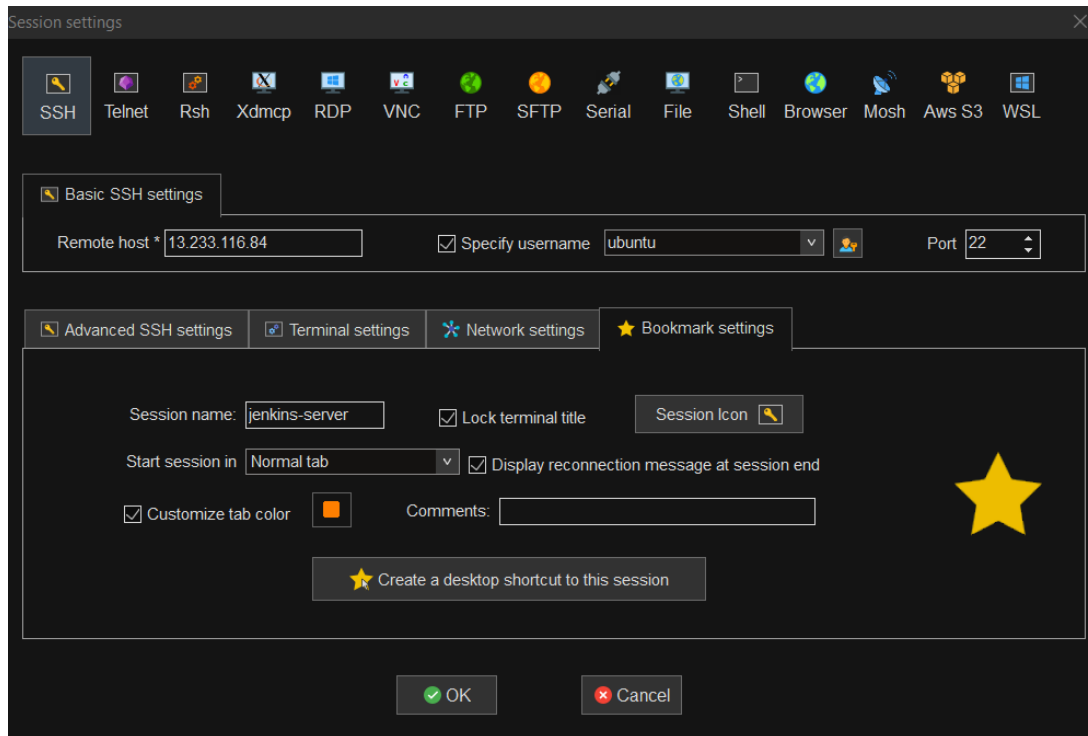 Session settings
SSH Telnet Rsh Xdmcp RDP VNC FTP SFTP Serial File Shell Browser Mosh Aws S3 WSL
Basic SSH settings
Remote host * 13.233.116.84 Specify username ubuntu Port 22
Advanced SSH settings Terminal settings Network settings Bookmark settings
Session name: jenkins-server Lock terminal title Session Icon
Start session in Normal tab Display reconnection message at session end
Customize tab color Comments:
Create a desktop shortcut to this session
OK Cancel